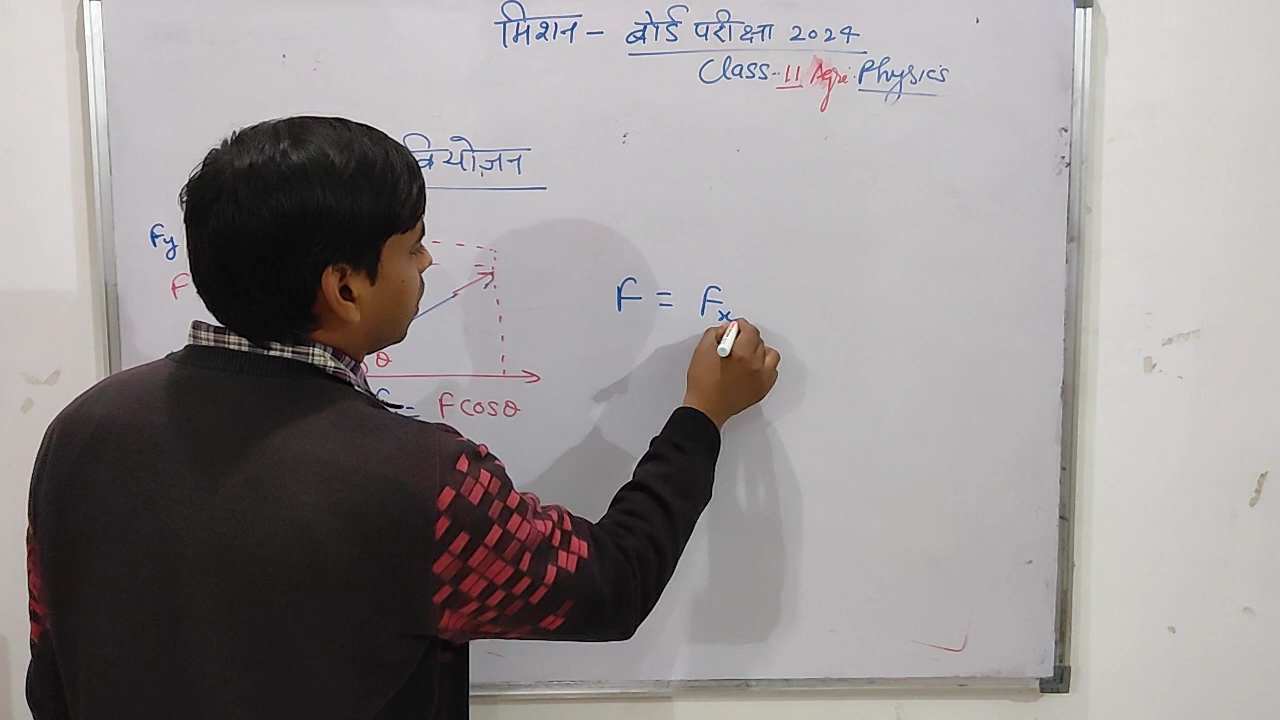 मिशन - बोर्ड परीक्षा 2024
Class-11 Agri Physics
वियोजन
Fy
F
θ
= F cosθ
F = Fx